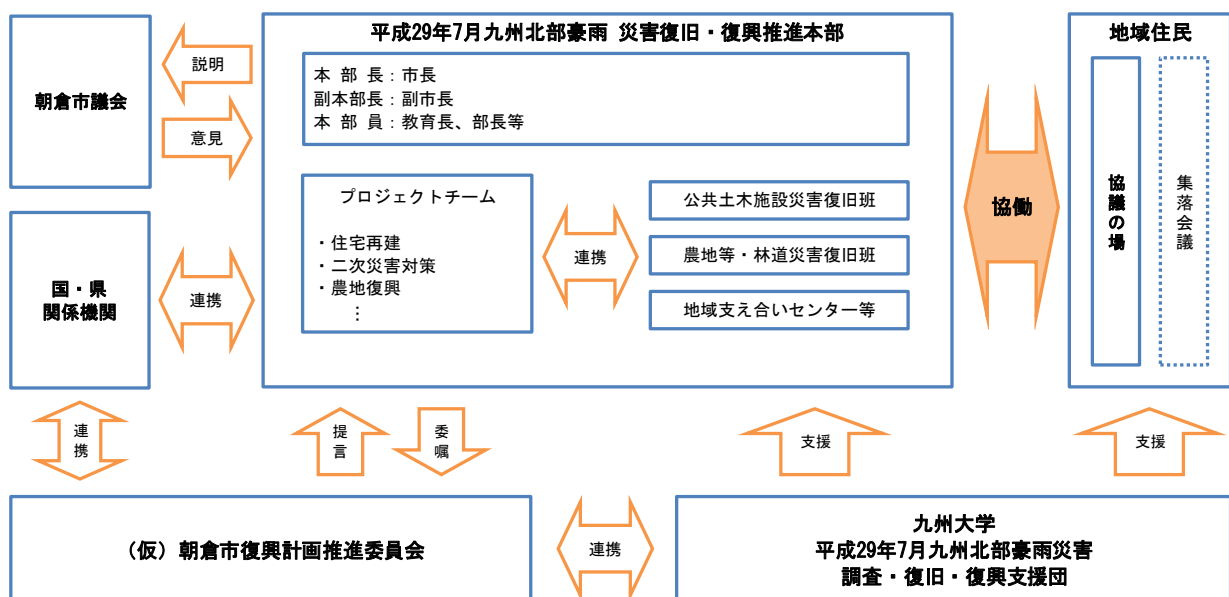 平成29年7月九州北部豪雨 災害復旧・復興推進本部
地域住民
朝倉市議会
説明
意見
本 部 長：市長
副本部長：副市長
本 部 員：教育長、部長等
プロジェクトチーム
・住宅再建
・二次災害対策
・農地復興
⋮
連携
公共土木施設災害復旧班
農地等・林道災害復旧班
地域支え合いセンター等
協働
協議の場
集落会議
国・県
関係機関
連携
連携
提言
委嘱
支援
支援
（仮）朝倉市復興計画推進委員会
連携
九州大学
平成29年7月九州北部豪雨災害
調査・復旧・復興支援団